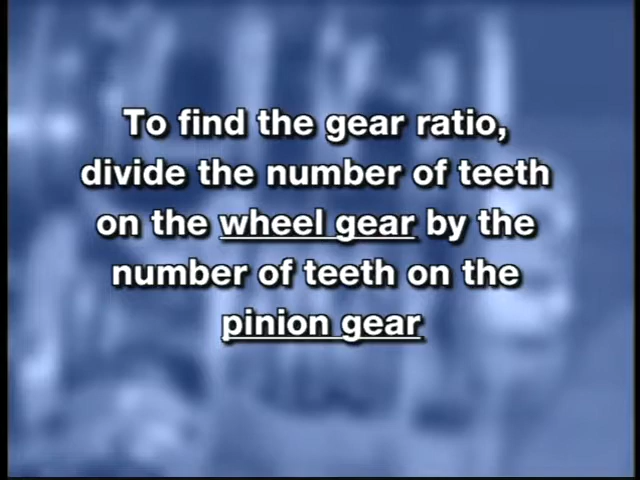 To find the gear ratio,
divide the number of teeth
on the wheel gear by the
number of teeth on the
pinion gear